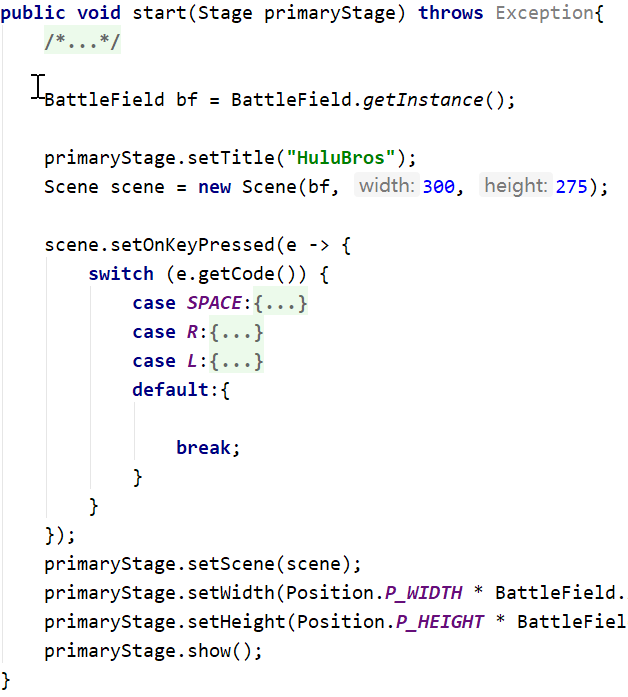 public void start(Stage primaryStage) throws Exception{
/*...*/
BattleField bf = BattleField.getInstance();
primaryStage.setTitle("HuluBros");
Scene scene = new Scene(bf, width: 300, height: 275);
scene.setOnKeyPressed(e -> {
switch (e.getCode()) {
case SPACE:{...}
case R:{...}
case L:{...}
default:{
break;
}
}
});
primaryStage.setScene(scene);
primaryStage.setWidth(Position.P_WIDTH * BattleField.
primaryStage.setHeight(Position.P_HEIGHT * BattleFiel
primaryStage.show();
}